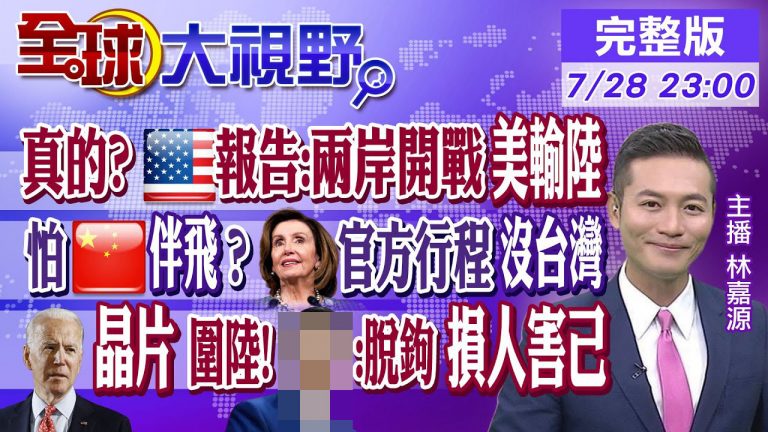 全球大視野
完整版
7/28 23:00
真的? 報告:兩岸開戰 美輸陸
怕 伴飛? 官方行程 沒台灣
晶片 圍陸! :脫鉤 損人害己
主播 林嘉源